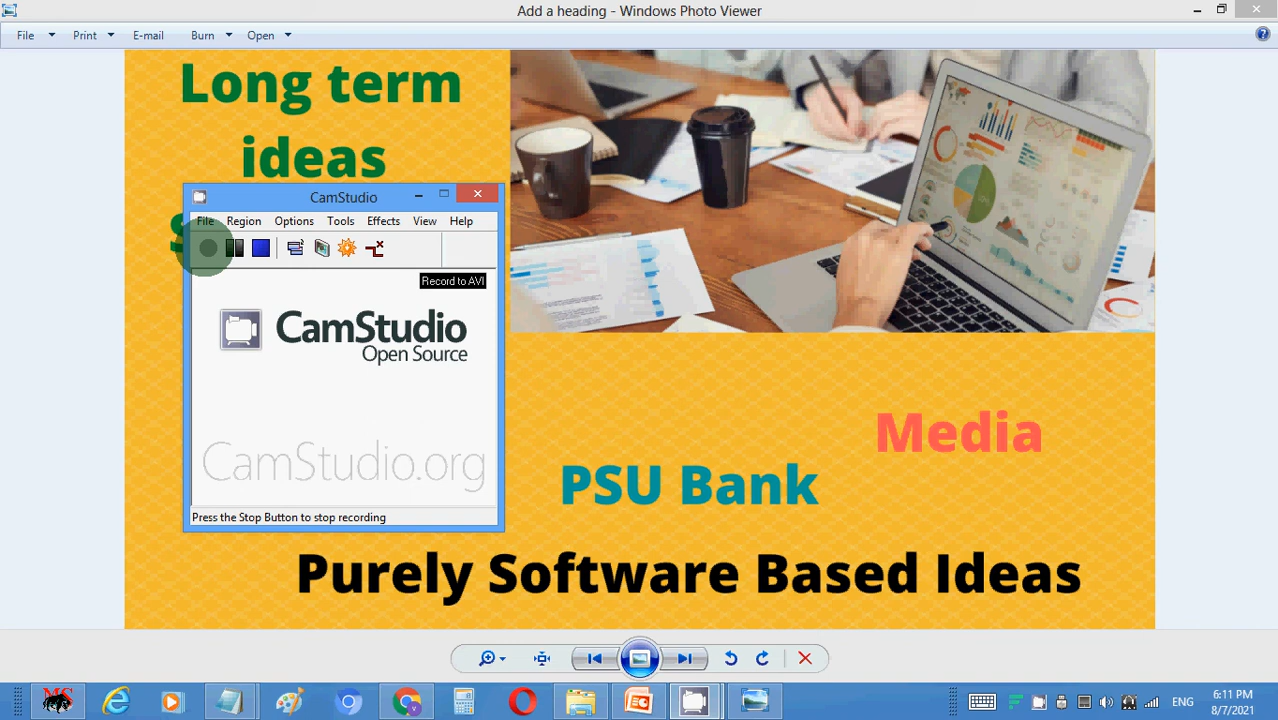 Add a heading - Windows Photo Viewer
File
Print
E-mail
Burn
Open
Long term
ideas
CamStudio
File Region Options Tools Effects View Help
Record to AVI
CamStudio
Open Source
CamStudio.org
Press the Stop Button to stop recording
Media
PSU Bank
Purely Software Based Ideas
MS
ENG
6:11 PM
8/7/2021